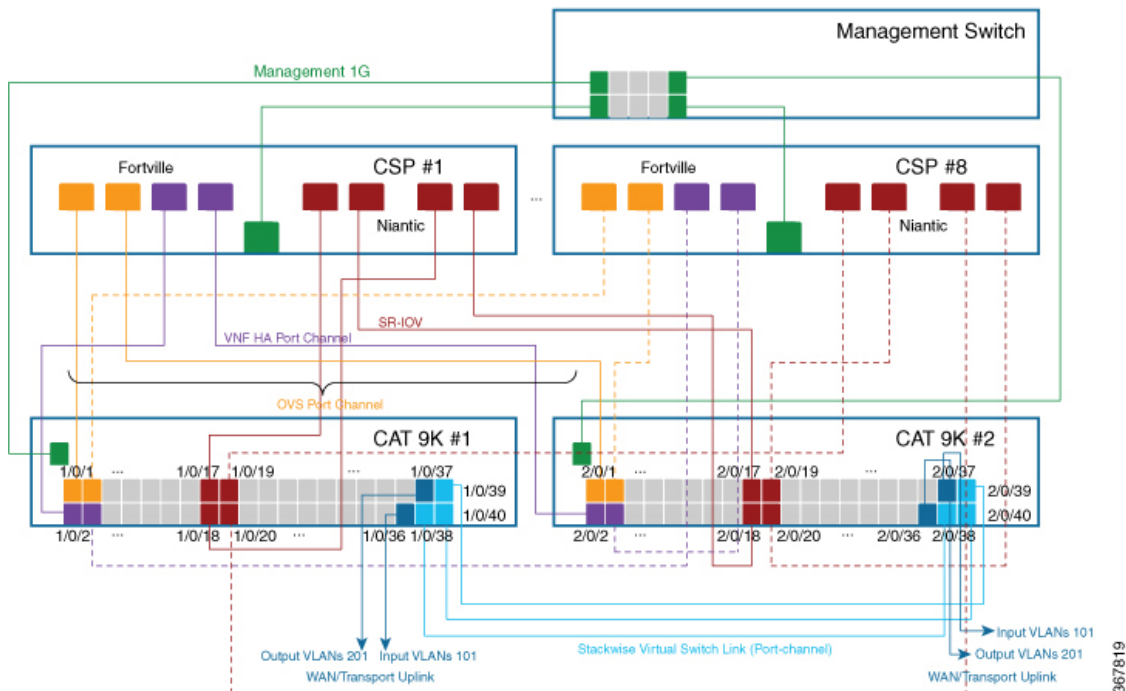 Management Switch
Management 1G
Fortville
CSP #1
Niantic
...
Fortville
CSP #8
Niantic
SR-IOV
VNF HA Port Channel
OVS Port Channel
CAT 9K #1
1/0/1 ... 1/0/17 1/0/19 ... 1/0/37
1/0/39
1/0/40
1/0/2 ... 1/0/18 1/0/20 ... 1/0/36 1/0/38
CAT 9K #2
2/0/1 ... 2/0/17 2/0/19 ... 2/0/37
2/0/39
2/0/40
2/0/2 ... 2/0/18 2/0/20 ... 2/0/36 2/0/38
Output VLANs 201 Input VLANs 101
WAN/Transport Uplink
Stackwise Virtual Switch Link (Port-channel)
Input VLANs 101
Output VLANs 201
WAN/Transport Uplink
367819